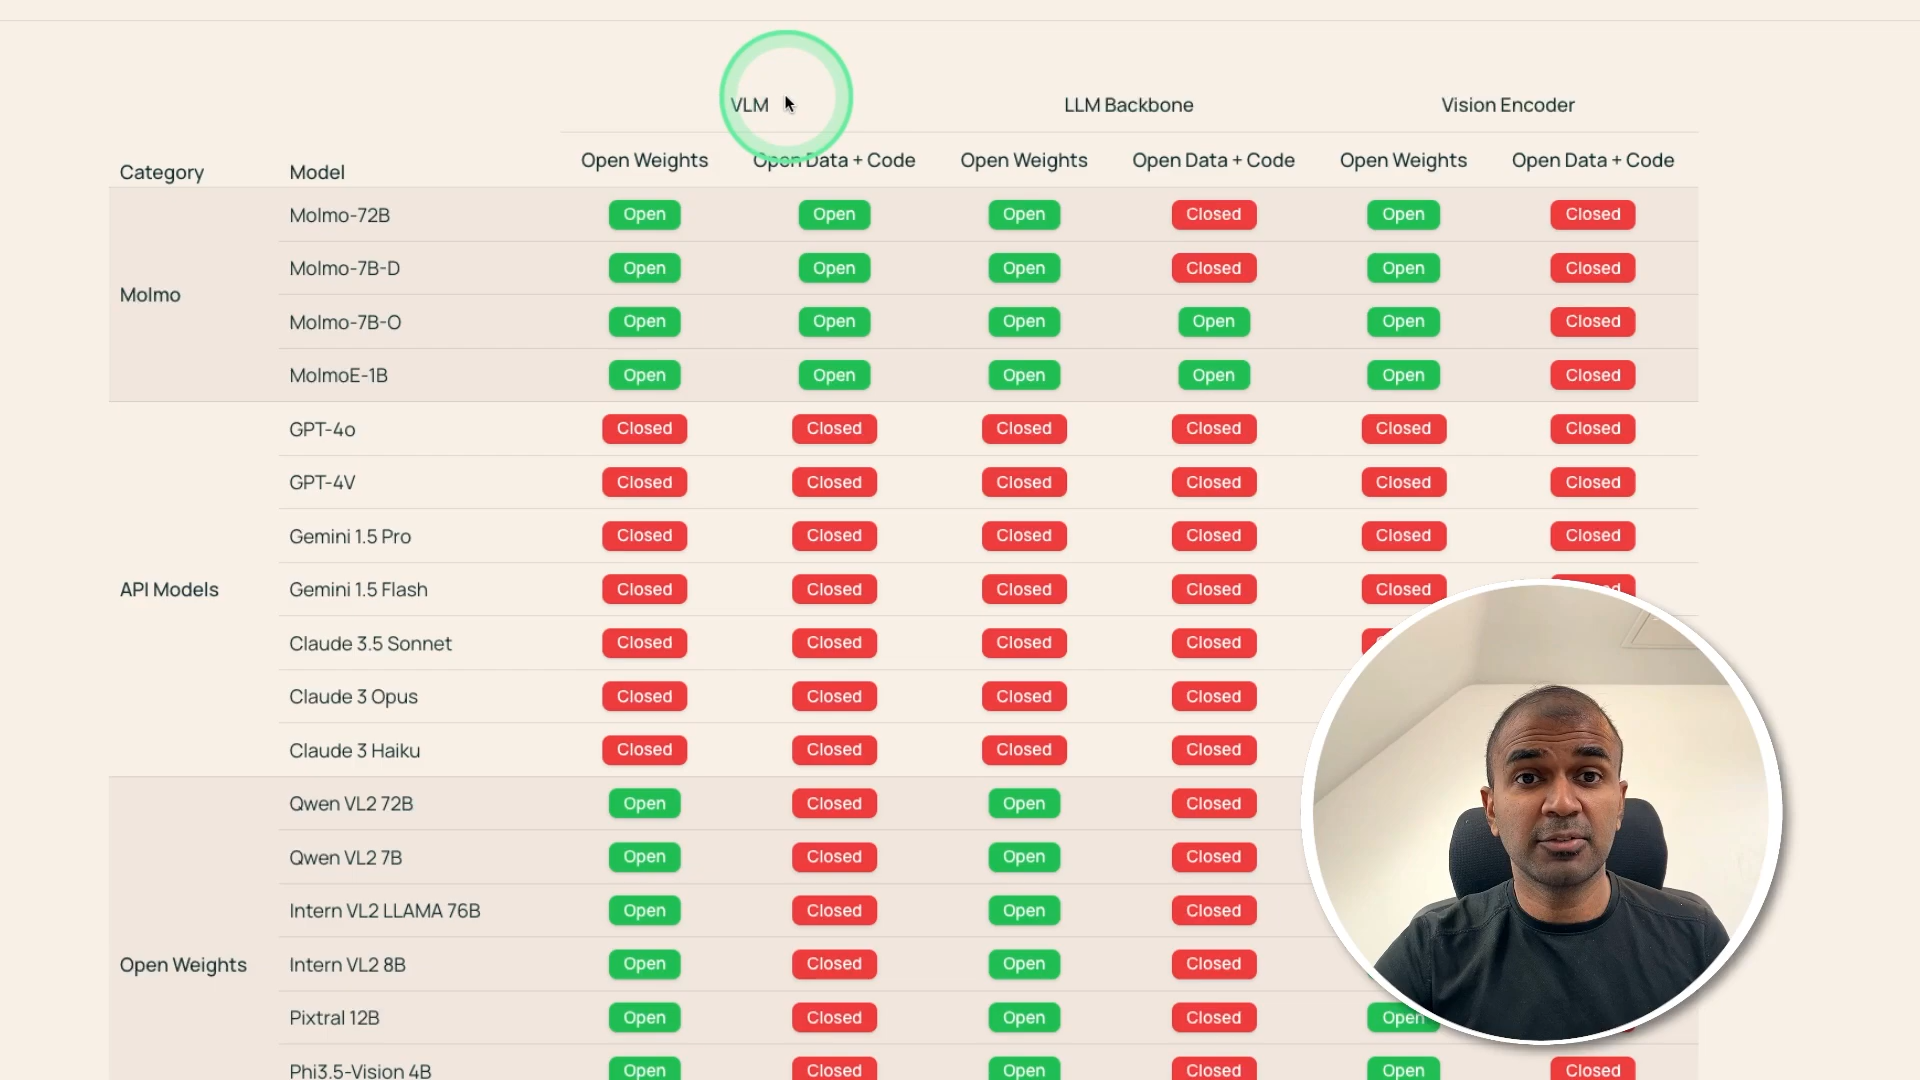 VLM LLM Backbone Vision Encoder
Category Model Open Weights Open Data + Code Open Weights Open Data + Code Open Weights Open Data + Code
Molmo
Molmo-72B Open Open Open Closed Open Closed
Molmo-7B-D Open Open Open Closed Open Closed
Molmo-7B-O Open Open Open Open Open Closed
MolmoE-1B Open Open Open Open Open Closed
API Models
GPT-4o Closed Closed Closed Closed Closed Closed
GPT-4V Closed Closed Closed Closed Closed Closed
Gemini 1.5 Pro Closed Closed Closed Closed Closed Closed
Gemini 1.5 Flash Closed Closed Closed Closed Closed
Claude 3.5 Sonnet Closed Closed Closed Closed
Claude 3 Opus Closed Closed Closed Closed
Claude 3 Haiku Closed Closed Closed Closed
Open Weights
Qwen VL2 72B Open Closed Open Closed
Qwen VL2 7B Open Closed Open Closed
Intern VL2 LLAMA 76B Open Closed Open Closed
Intern VL2 8B Open Closed Open Closed
Pixtral 12B Open Closed Open Closed Open
Phi3.5-Vision 4B Open Closed Open Closed Open Closed